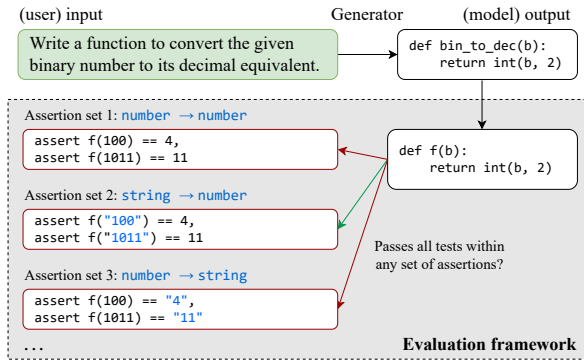 (user) input
Generator
(model) output
Write a function to convert the given
binary number to its decimal equivalent.
def bin_to_dec(b):
return int(b, 2)
Assertion set 1: number → number
assert f(100) == 4,
assert f(1011) == 11
def f(b):
return int(b, 2)
Assertion set 2: string → number
assert f("100") == 4,
assert f("1011") == 11
Passes all tests within
any set of assertions?
Assertion set 3: number → string
assert f(100) == "4",
assert f(1011) == "11"
...
Evaluation framework